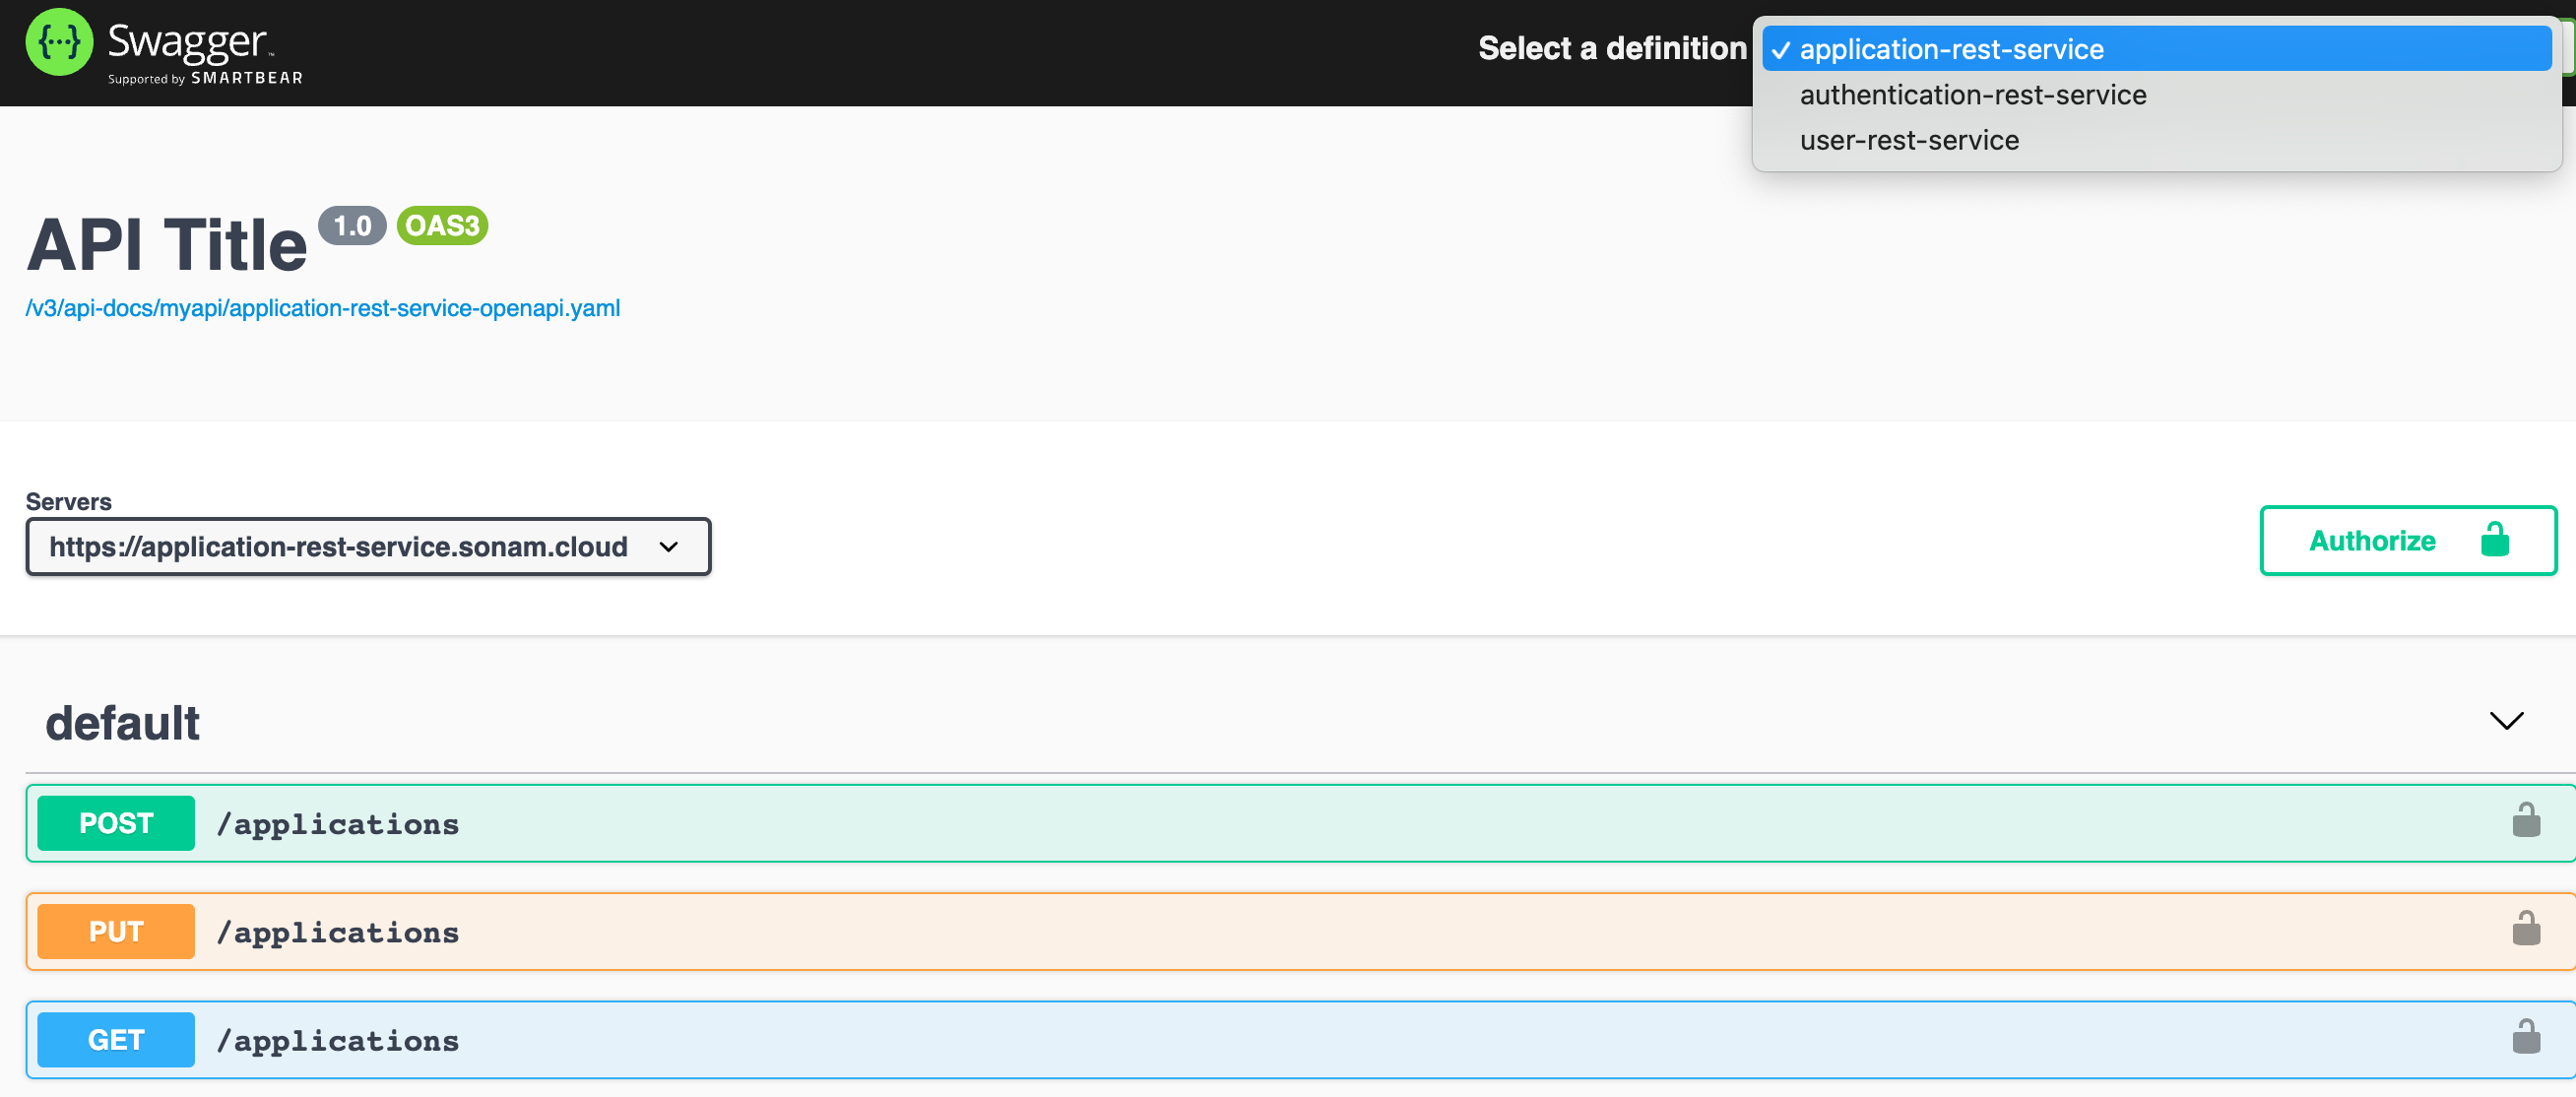 {···} Swagger™
Supported by SMARTBEAR
Select a definition
✓ application-rest-service
authentication-rest-service
user-rest-service
API Title 1.0 OAS3
/v3/api-docs/myapi/application-rest-service-openapi.yaml
Servers
https://application-rest-service.sonam.cloud
Authorize
default
POST /applications
PUT /applications
GET /applications